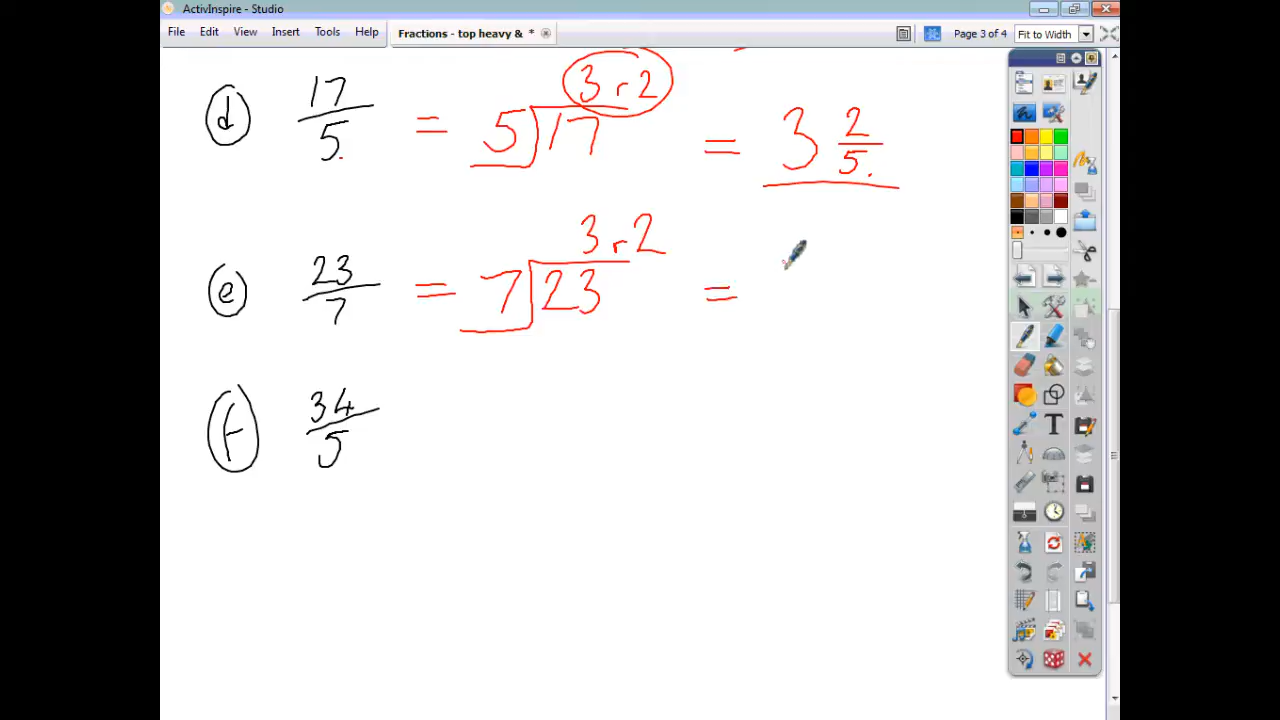 ActivInspire - Studio
File Edit View Insert Tools Help Fractions - top heavy & * Page 3 of 4 Fit to Width
d 17/5. = 5 17 3 r 2 = 3 2/5.
e 23/7 = 7 23 3 r 2 =
f 34/5